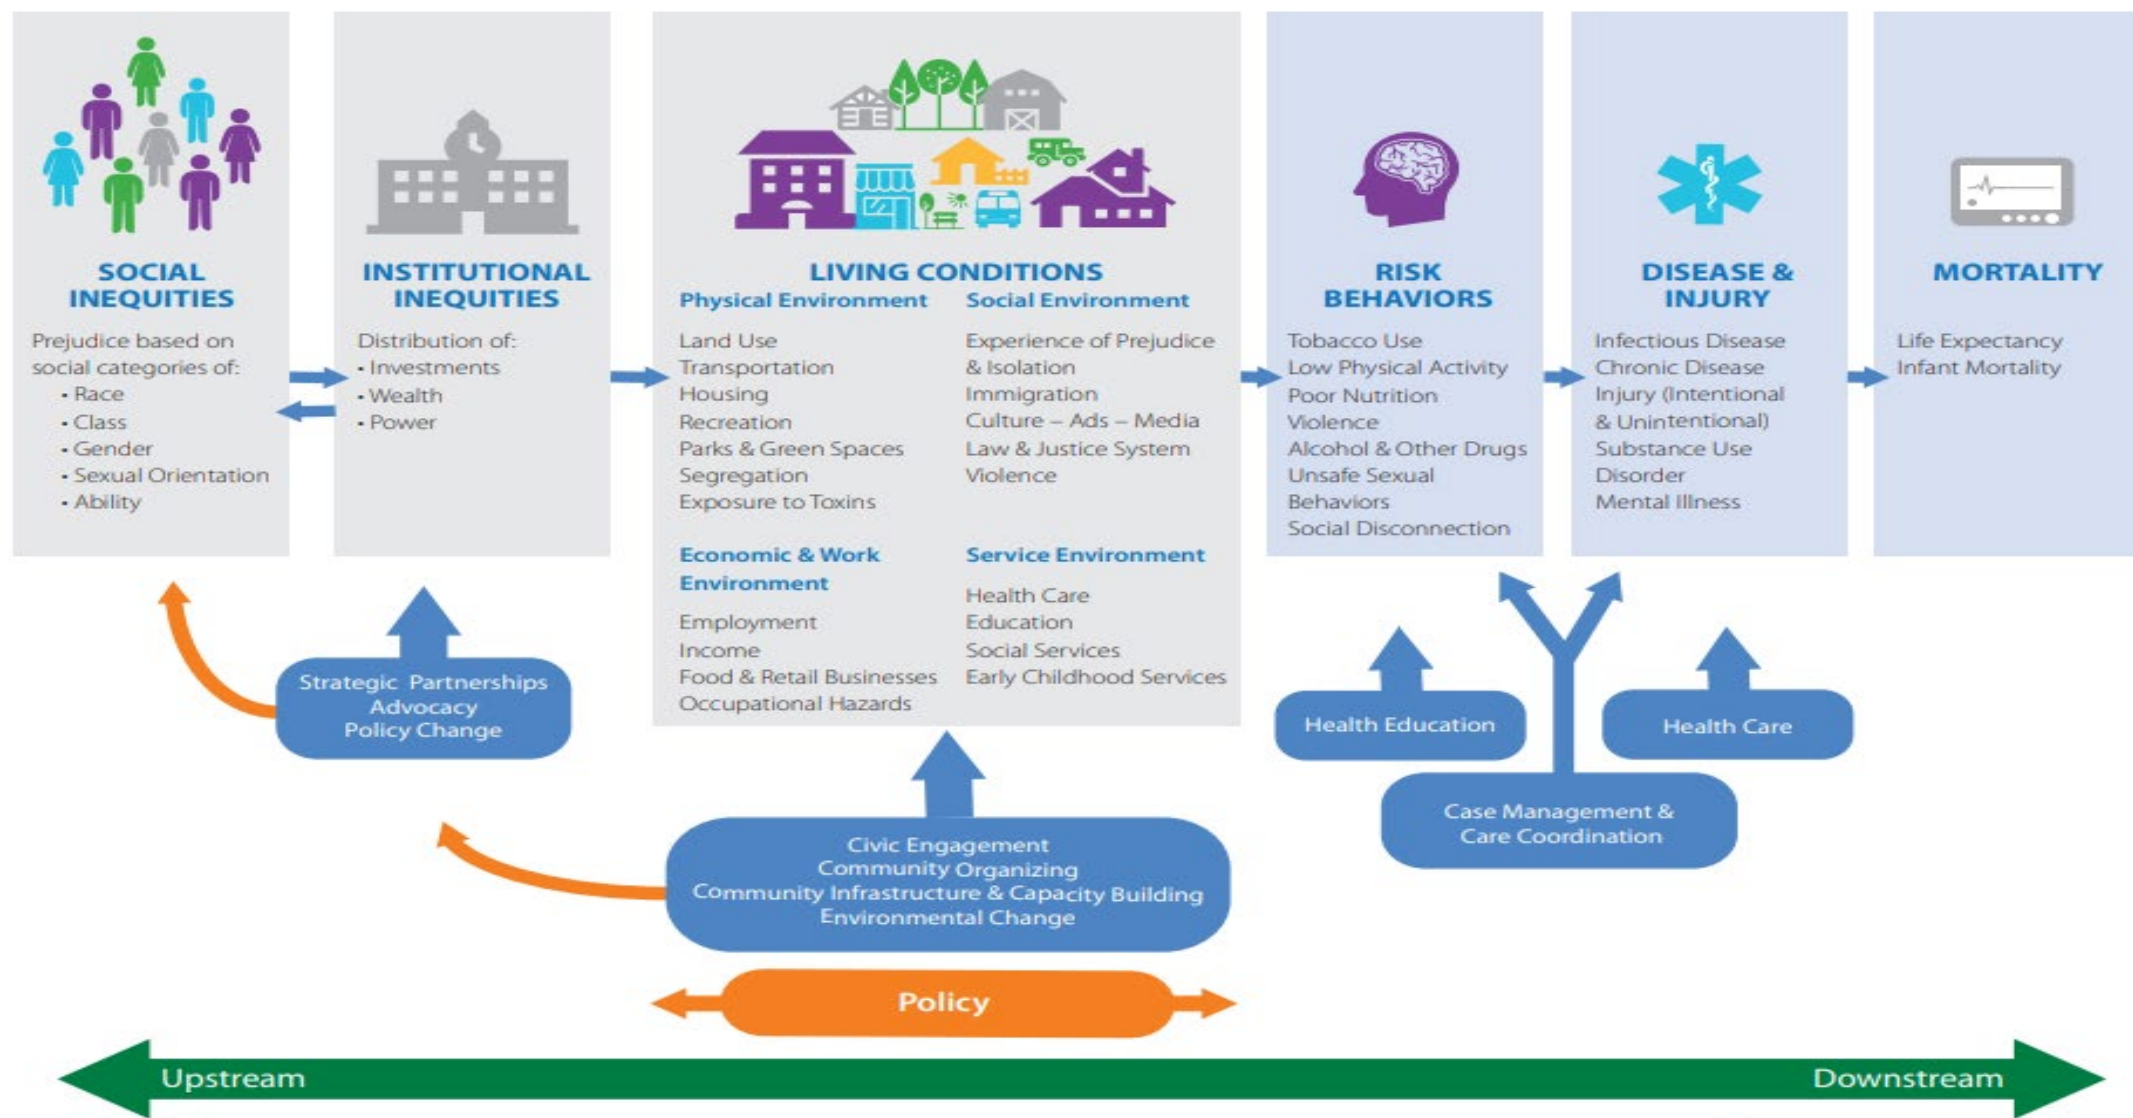 SOCIAL
INEQUITIES
Prejudice based on
social categories of:
• Race
• Class
• Gender
• Sexual Orientation
• Ability
INSTITUTIONAL
INEQUITIES
Distribution of:
• Investments
• Wealth
• Power
LIVING CONDITIONS
Physical Environment
Land Use
Transportation
Housing
Recreation
Parks & Green Spaces
Segregation
Exposure to Toxins
Social Environment
Experience of Prejudice
& Isolation
Immigration
Culture – Ads – Media
Law & Justice System
Violence
Economic & Work
Environment
Employment
Income
Food & Retail Businesses
Occupational Hazards
Service Environment
Health Care
Education
Social Services
Early Childhood Services
RISK
BEHAVIORS
Tobacco Use
Low Physical Activity
Poor Nutrition
Violence
Alcohol & Other Drugs
Unsafe Sexual
Behaviors
Social Disconnection
DISEASE &
INJURY
Infectious Disease
Chronic Disease
Injury (Intentional
& Unintentional)
Substance Use
Disorder
Mental Illness
MORTALITY
Life Expectancy
Infant Mortality
Strategic Partnerships
Advocacy
Policy Change
Health Education
Health Care
Case Management &
Care Coordination
Civic Engagement
Community Organizing
Community Infrastructure & Capacity Building
Environmental Change
Policy
Upstream
Downstream